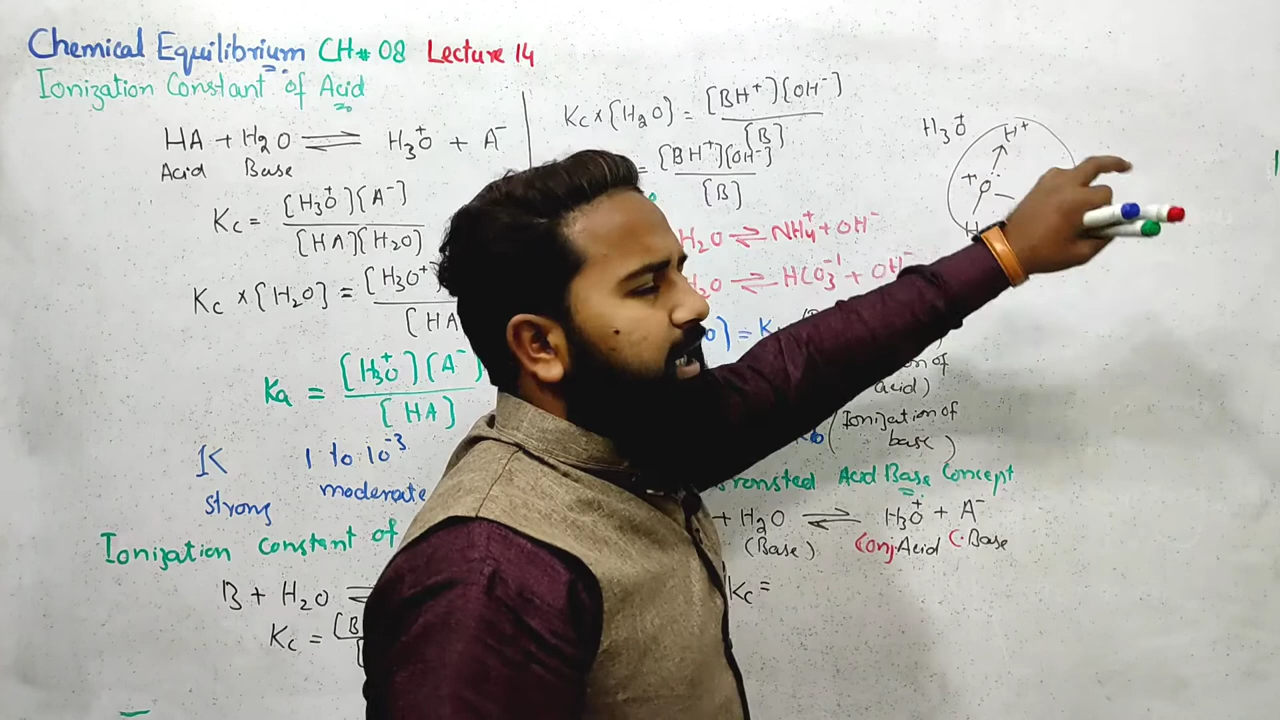 Chemical Equilibrium CH# 08 Lecture 14
Ionization Constant of Acid
HA + H₂O ⇌ H₃O⁺ + A⁻
Acid Base
Kc = [H₃O⁺][A⁻]
[HA][H₂O]
Kc × [H₂O] = [H₃O⁺
[HA
Ka = [H₃O⁺][A⁻]
[HA]
K 1 to 10⁻³
strong moderate
Ionization constant of
B + H₂O ⇌
Kc = [B
Kc × [H₂O] = [BH⁺][OH⁻]
[B]
= [BH⁺][OH⁻]
[B]
H₂O ⇌ NH₄⁺ + OH⁻
H₂O ⇌ HCO₃⁻¹ + OH⁻
O] = K
of
acid)
(Ionization of
base)
Acid Base Concept
+ H₂O ⇌ H₃O⁺ + A⁻
(Base) Conj. Acid C. Base
Kc =
H₃O⁺
H⁺
+
O
H